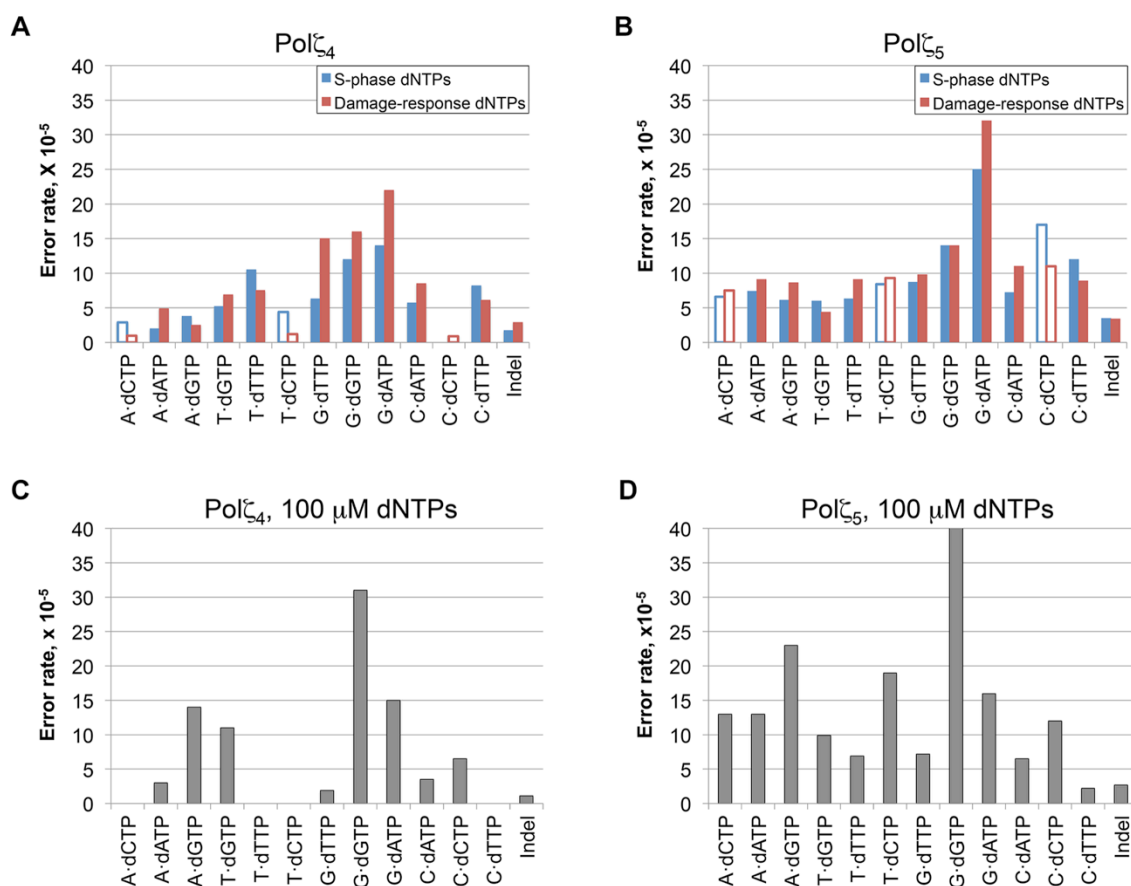 A
Polζ4
Error rate, X 10-5
40
35
30
25
20
15
10
5
0
S-phase dNTPs
Damage-response dNTPs
A·dCTP
A·dATP
A·dGTP
T·dGTP
T·dTTP
T·dCTP
G·dTTP
G·dGTP
G·dATP
C·dATP
C·dCTP
C·dTTP
Indel
B
Polζ5
Error rate, x 10-5
40
35
30
25
20
15
10
5
0
S-phase dNTPs
Damage-response dNTPs
A·dCTP
A·dATP
A·dGTP
T·dGTP
T·dTTP
T·dCTP
G·dTTP
G·dGTP
G·dATP
C·dATP
C·dCTP
C·dTTP
Indel
C
Polζ4, 100 μM dNTPs
Error rate, x 10-5
40
35
30
25
20
15
10
5
0
A·dCTP
A·dATP
A·dGTP
T·dGTP
T·dTTP
T·dCTP
G·dTTP
G·dGTP
G·dATP
C·dATP
C·dCTP
C·dTTP
Indel
D
Polζ5, 100 μM dNTPs
Error rate, x10-5
40
35
30
25
20
15
10
5
0
A·dCTP
A·dATP
A·dGTP
T·dGTP
T·dTTP
T·dCTP
G·dTTP
G·dGTP
G·dATP
C·dATP
C·dCTP
C·dTTP
Indel